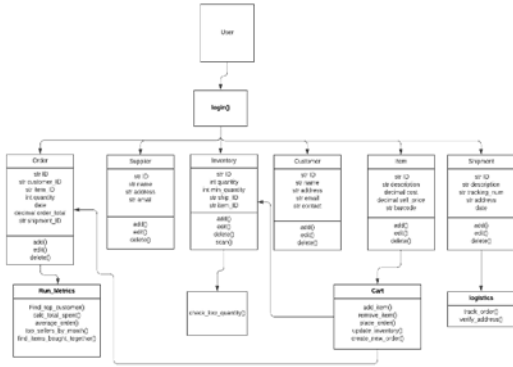 User
login()
Order
str ID
str customer_ID
str item_ID
int quantity
date
decimal order_total
str shipment_ID
add()
edit()
delete()
Supplier
str ID
str name
str address
str email
add()
edit()
delete()
Inventory
str ID
int quantity
int min_quantity
str ship_ID
str item_ID
add()
edit()
delete()
scan()
Customer
str ID
str name
str address
str email
str contact
add()
edit()
delete()
Item
str ID
str description
decimal cost
decimal sell_price
str barcode
add()
edit()
delete()
Shipment
str ID
str description
str tracking_num
str address
date
add()
edit()
delete()
Run_Metrics
Find_top_customer()
calc_total_spent()
average_order()
top_sellers_by_month()
find_items_bought_together()
check_low_quantity()
Cart
add_item()
remove_item()
place_order()
update_inventory()
create_new_order()
logistics
track_order()
verify_address()